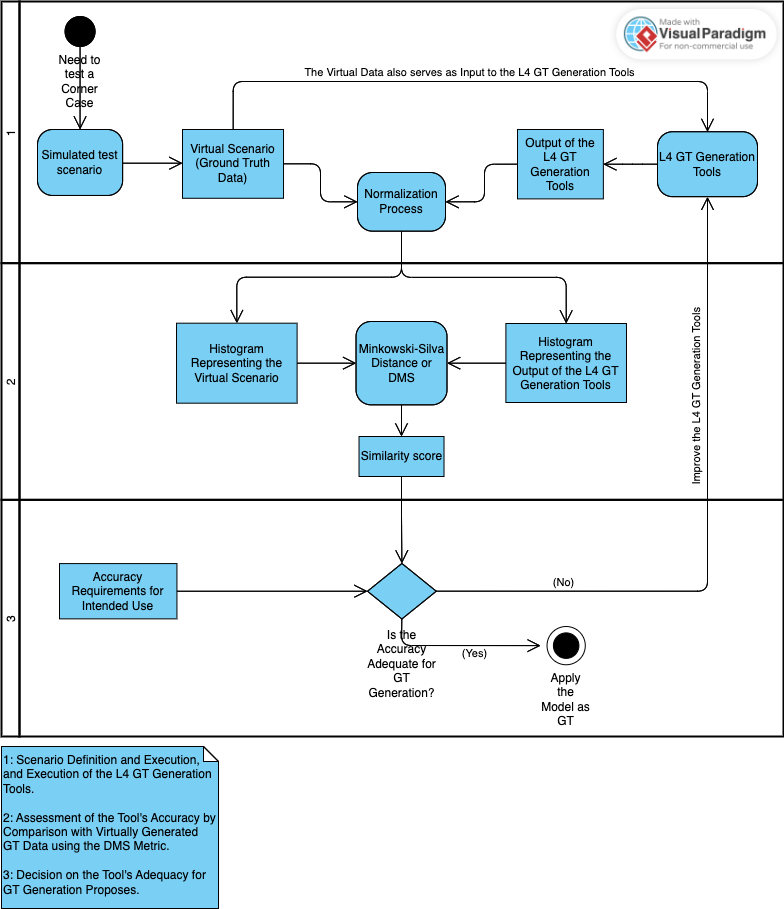 Made with
VisualParadigm
For non-commercial use
Need to
test a
Corner
Case
The Virtual Data also serves as Input to the L4 GT Generation Tools
1
Simulated test
scenario
Virtual Scenario
(Ground Truth
Data)
Normalization
Process
Output of the
L4 GT
Generation
Tools
L4 GT Generation
Tools
2
Histogram
Representing the
Virtual Scenario
Minkowski-Silva
Distance or
DMS
Histogram
Representing the
Output of the L4 GT
Generation Tools
Similarity score
Improve the L4 GT Generation Tools
3
Accuracy
Requirements for
Intended Use
(No)
Is the
Accuracy
Adequate for
GT
Generation?
(Yes)
Apply
the
Model as
GT
1: Scenario Definition and Execution,
and Execution of the L4 GT Generation
Tools.
2: Assessment of the Tool's Accuracy by
Comparison with Virtually Generated
GT Data using the DMS Metric.
3: Decision on the Tool's Adequacy for
GT Generation Proposes.